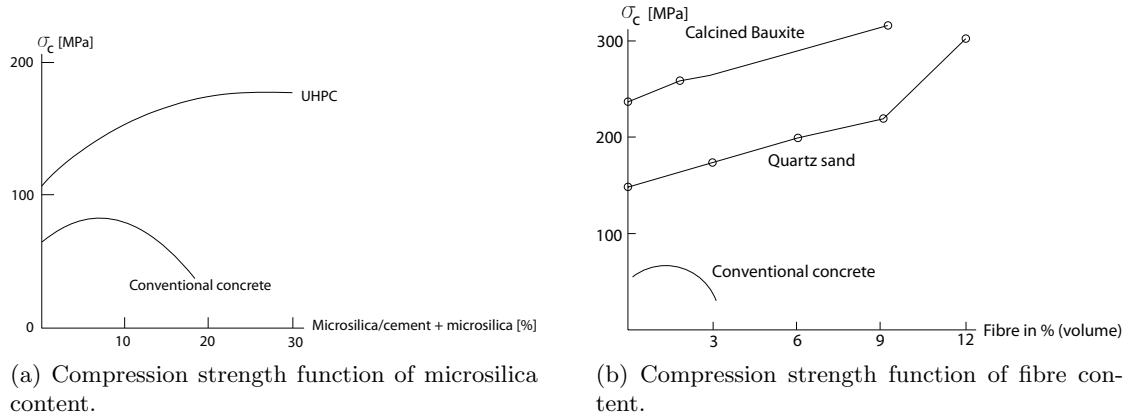 σc [MPa]
200
UHPC
100
Conventional concrete
0
10
20
30
Microsilica/cement + microsilica [%]
(a) Compression strength function of microsilica
content.
σc [MPa]
300
Calcined Bauxite
200
Quartz sand
100
Conventional concrete
3
6
9
12
Fibre in % (volume)
(b) Compression strength function of fibre con-
tent.